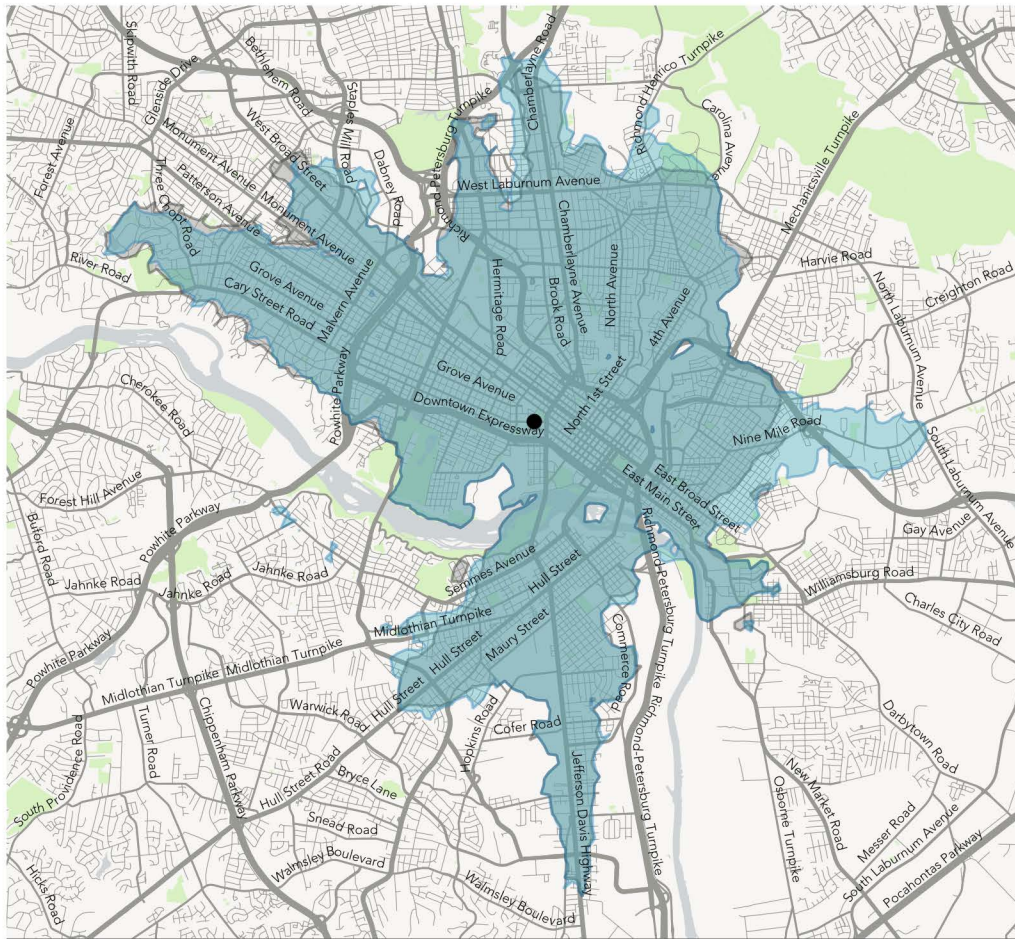 Skipwith Road
Glenside Drive
Bethlehem Road
Staples Mill Road
Richmond-Petersburg Turnpike
Chamberlayne Road
Richmond Henrico Turnpike
Forest Avenue
Monument Avenue
West Broad Street
Dabney Road
Carolina Avenue
Mechanicsville Turnpike
Three Chopt Road
Patterson Avenue
Monument Avenue
West Laburnum Avenue
Richmond
River Road
Grove Avenue
Cary Street Road
Malvern Avenue
Hermitage Road
Chamberlayne Avenue
Brook Road
North Avenue
4th Avenue
Harvie Road
North Laburnum Avenue
Creighton Road
Cherokee Road
Powhite Parkway
Grove Avenue
Downtown Expressway
North 1st Street
Nine Mile Road
South Laburnum Avenue
Forest Hill Avenue
Powhite Parkway
East Broad Street
East Main Street
Buford Road
Gay Avenue
Jahnke Road
Jahnke Road
Jahnke Road
Semmes Avenue
Hull Street
Richmond-Petersburg Turnpike
Williamsburg Road
Charles City Road
Powhite Parkway
Midlothian Turnpike
Midlothian Turnpike
Midlothian Turnpike
Hull Street
Maury Street
Commerce Road
Hull Street
Warwick Road
Cofer Road
Hopkins Road
Richmond-Petersburg Turnpike
Darbytown Road
South Providence Road
Turner Road
Chippenham Parkway
Hull Street Road
Bryce Lane
Jefferson Davis Highway
Osborne Turnpike
New Market Road
Snead Road
Messer Road
Walmsley Boulevard
Walmsley Boulevard
South Laburnum Avenue
Pocahontas Parkway
Hicks Road